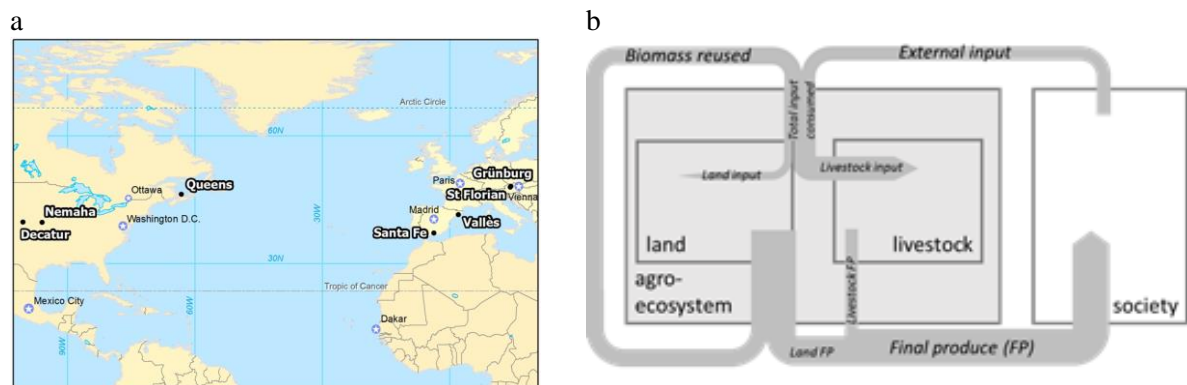 a
Arctic Circle
60N
Grünburg
Paris
Queens
St Florian
Vienna
Ottawa
Nemaha
Madrid
Vallès
Washington D.C.
30W
Decatur
Santa Fe
30N
Tropic of Cancer
Mexico City
Dakar
90W
60W
b
Biomass reused
External input
Total input
consumed
Land input
Livestock input
land
livestock
agro-
ecosystem
Livestock FP
society
Land FP
Final produce (FP)